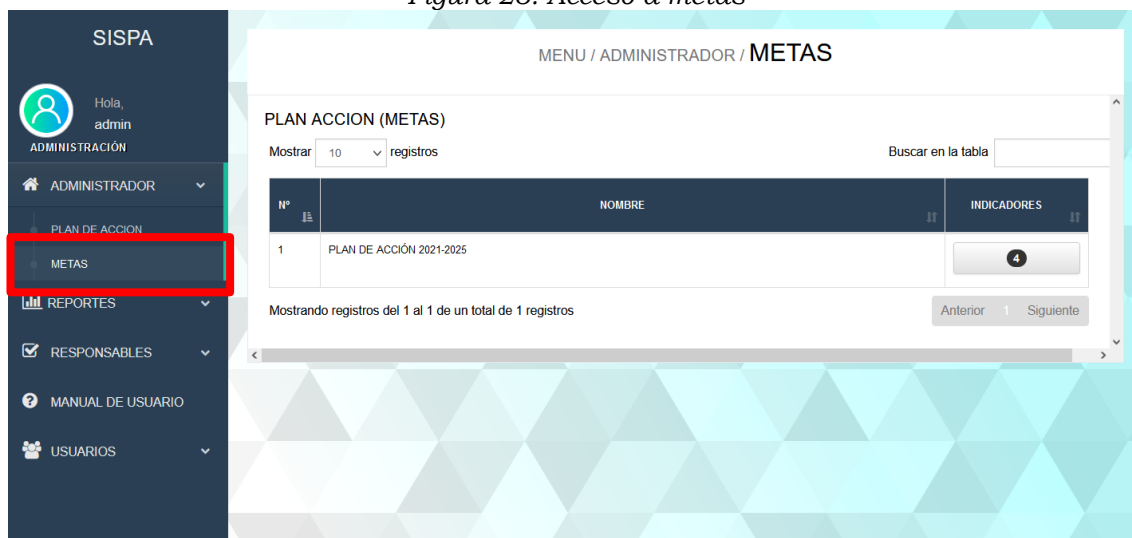 Figura 28. Acceso a metas
SISPA
Hola,
admin
ADMINISTRACIÓN
ADMINISTRADOR
PLAN DE ACCION
METAS
REPORTES
RESPONSABLES
MANUAL DE USUARIO
USUARIOS
MENU / ADMINISTRADOR / METAS
PLAN ACCION (METAS)
Mostrar 10 registros
Buscar en la tabla
Nº NOMBRE INDICADORES
1 PLAN DE ACCIÓN 2021-2025 4
Mostrando registros del 1 al 1 de un total de 1 registros
Anterior 1 Siguiente